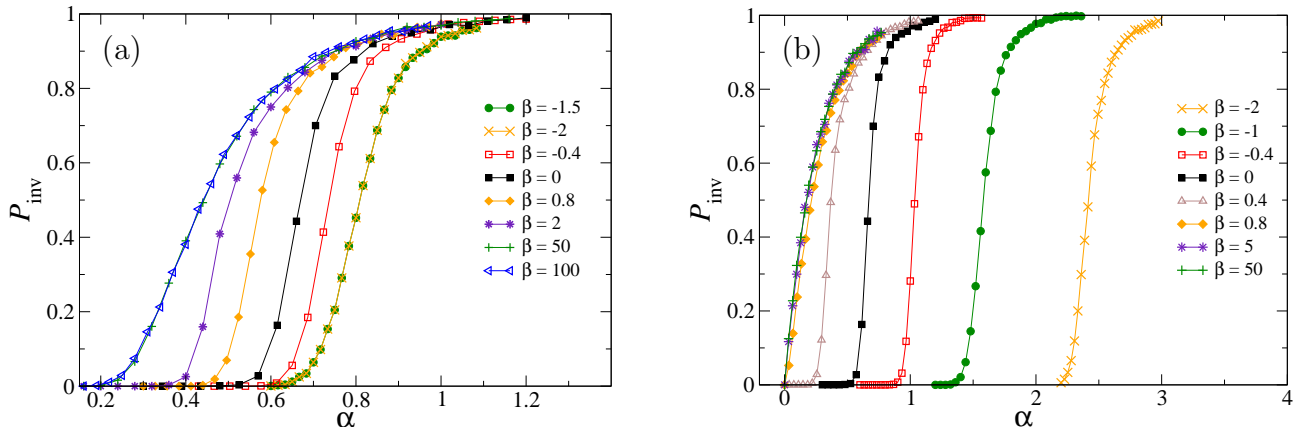 (a)
P_inv
1
0.8
0.6
0.4
0.2
0
0.2 0.4 0.6 0.8 1 1.2
α
β = -1.5
β = -2
β = -0.4
β = 0
β = 0.8
β = 2
β = 50
β = 100
(b)
P_inv
1
0.8
0.6
0.4
0.2
0
0 1 2 3 4
α
β = -2
β = -1
β = -0.4
β = 0
β = 0.4
β = 0.8
β = 5
β = 50